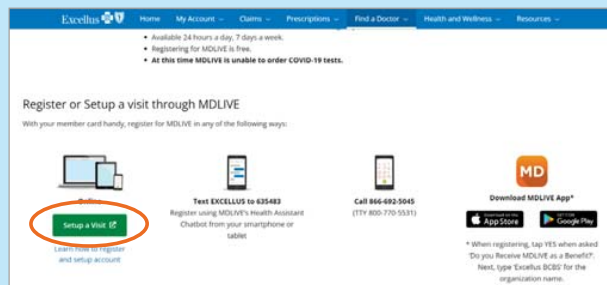 Excellus
Home My Account Claims Prescriptions Find a Doctor Health and Wellness Resources
• Available 24 hours a day, 7 days a week.
• Registering for MDLIVE is free.
• At this time MDLIVE is unable to order COVID-19 tests.
Register or Setup a visit through MDLIVE
With your member card handy, register for MDLIVE in any of the following ways:
Online
Setup a Visit
Learn how to register
and setup account
Text EXCELLUS to 635483
Register using MDLIVE's Health Assistant
Chatbot from your smartphone or
tablet
Call 866-692-5045
(TTY 800-770-5531)
MD
Download MDLIVE App*
App Store
Google Play
* When registering, tap YES when asked
'Do you Receive MDLIVE as a Benefit?'.
Next, type 'Excellus BCBS' for the
organization name.